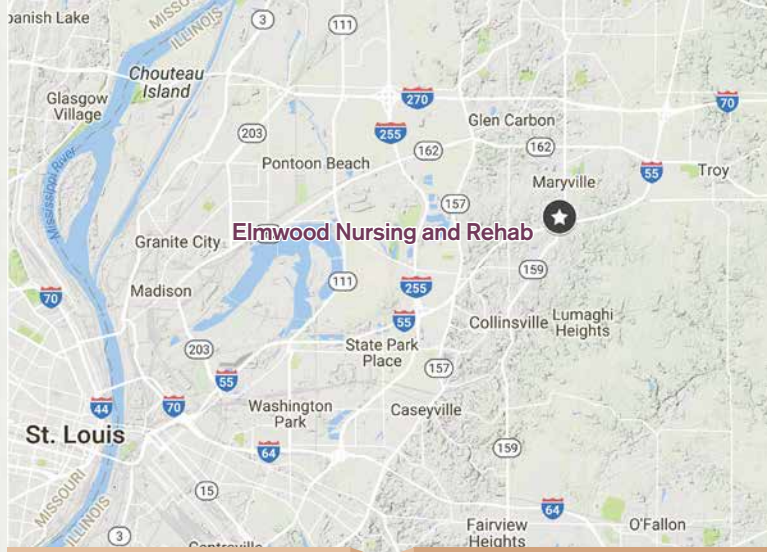 panish Lake
MISSO
ILLINOIS
3
111
Chouteau
Island
Glasgow
Village
270
70
255
203
Glen Carbon
162
162
Pontoon Beach
55
Troy
Mississippi River
Maryville
157
Elmwood Nursing and Rehab
Granite City
159
111
255
70
Madison
55
Collinsville
Lumaghi
Heights
203
State Park
Place
157
55
44
70
Washington
Park
Caseyville
St. Louis
64
159
MISSOURI
ILLINOIS
15
64
3
Fairview
Heights
O'Fallon
Centreville